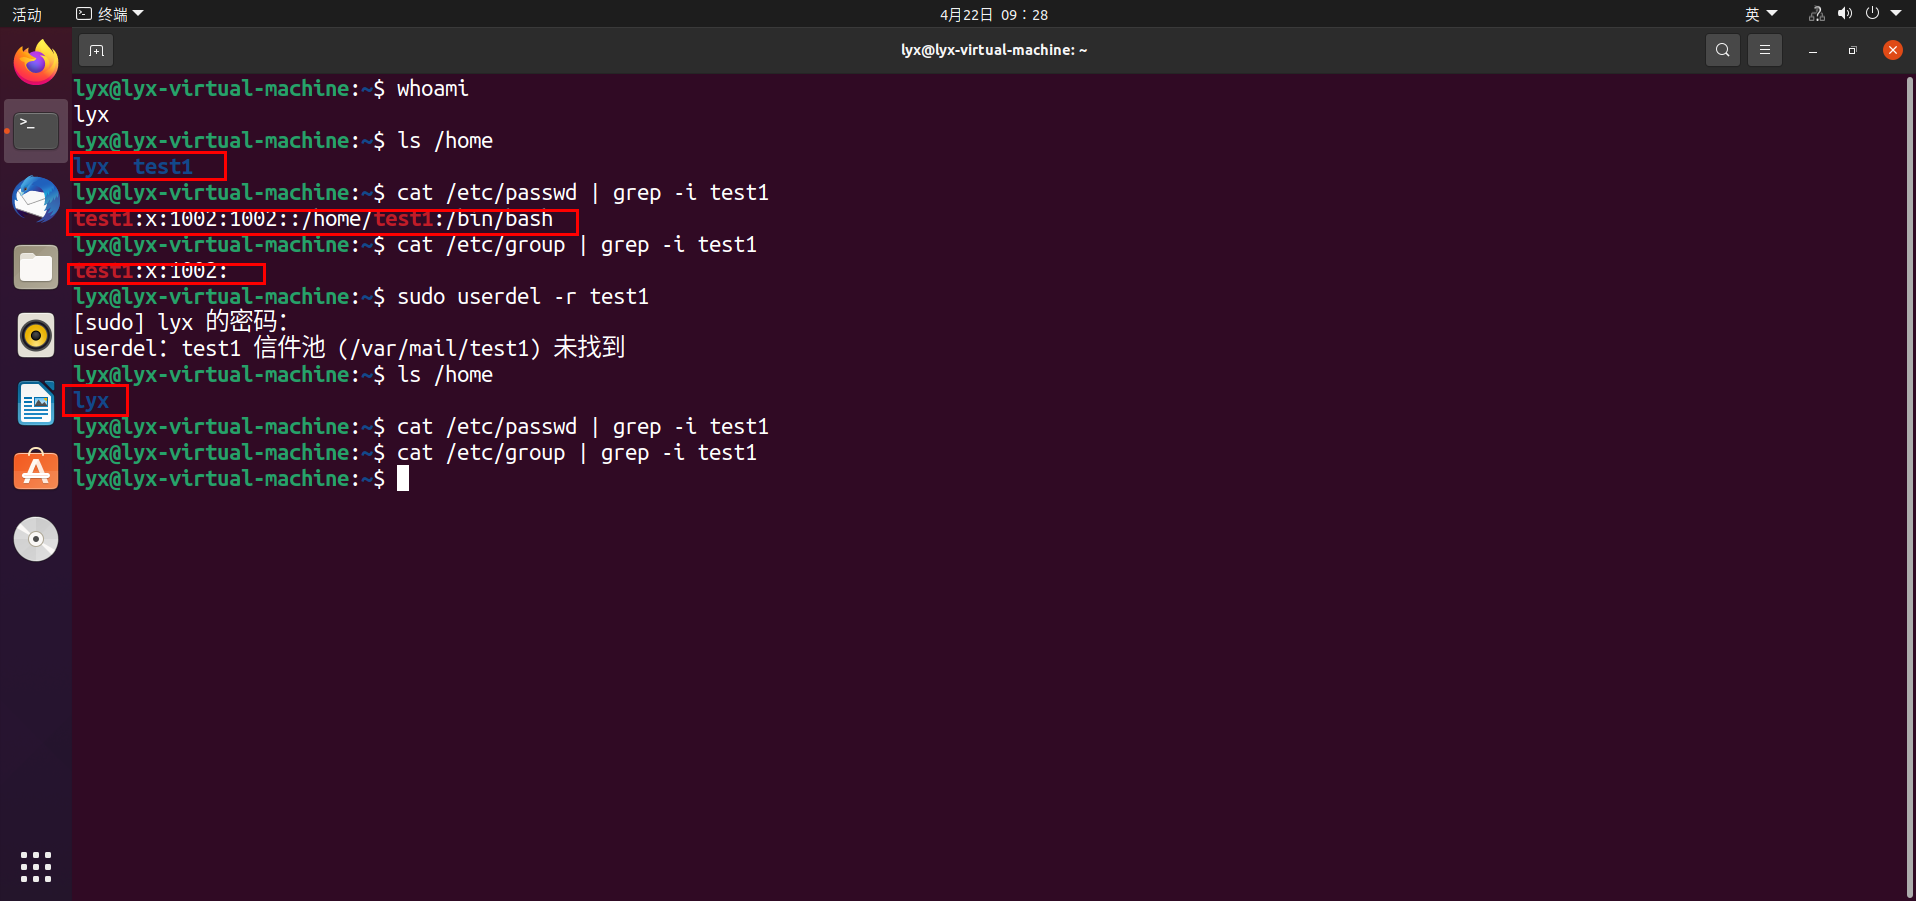 活动 终端 4月22日 09：28 英
lyx@lyx-virtual-machine: ~
lyx@lyx-virtual-machine:~$ whoami
lyx
lyx@lyx-virtual-machine:~$ ls /home
lyx  test1
lyx@lyx-virtual-machine:~$ cat /etc/passwd | grep -i test1
test1:x:1002:1002::/home/test1:/bin/bash
lyx@lyx-virtual-machine:~$ cat /etc/group | grep -i test1
test1:x:1002:
lyx@lyx-virtual-machine:~$ sudo userdel -r test1
[sudo] lyx 的密码：
userdel：test1 信件池 (/var/mail/test1) 未找到
lyx@lyx-virtual-machine:~$ ls /home
lyx
lyx@lyx-virtual-machine:~$ cat /etc/passwd | grep -i test1
lyx@lyx-virtual-machine:~$ cat /etc/group | grep -i test1
lyx@lyx-virtual-machine:~$